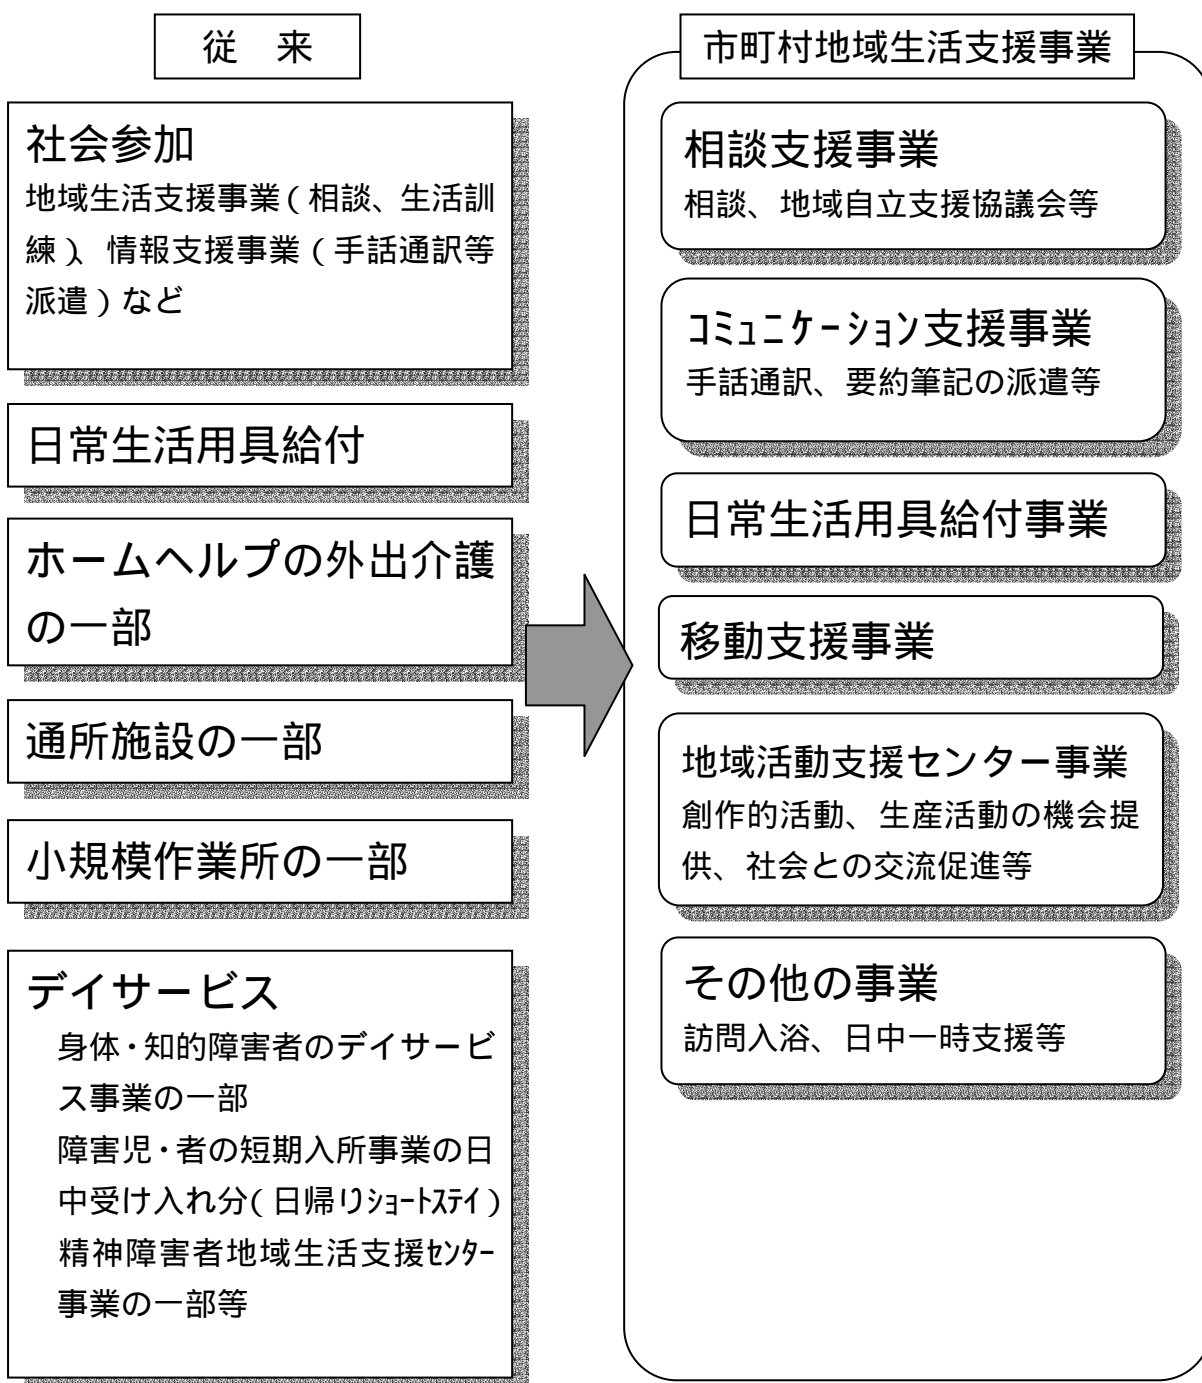 従　来
社会参加
地域生活支援事業（相談、生活訓
練）、情報支援事業（手話通訳等
派遣）など
日常生活用具給付
ホームヘルプの外出介護
の一部
通所施設の一部
小規模作業所の一部
デイサービス
身体・知的障害者のデイサービ
ス事業の一部
障害児・者の短期入所事業の日
中受け入れ分（日帰りｼｮｰﾄｽﾃｲ）
精神障害者地域生活支援ｾﾝﾀｰ
事業の一部等
市町村地域生活支援事業
相談支援事業
相談、地域自立支援協議会等
ｺﾐｭﾆｹｰｼｮﾝ支援事業
手話通訳、要約筆記の派遣等
日常生活用具給付事業
移動支援事業
地域活動支援センター事業
創作的活動、生産活動の機会提
供、社会との交流促進等
その他の事業
訪問入浴、日中一時支援等